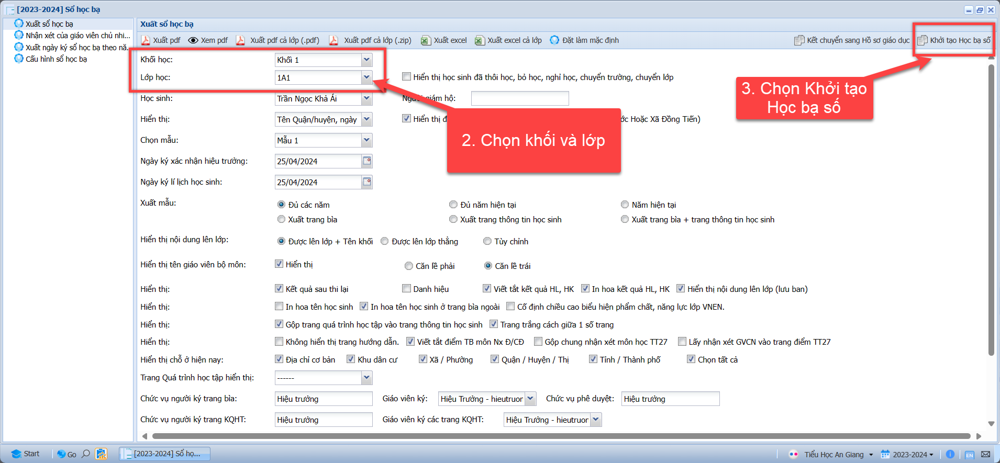 [2023-2024] Sổ học bạ
Xuất sổ học bạ
Nhận xét của giáo viên chủ nhi...
Xuất ngày ký sổ học bạ theo nă...
Cấu hình sổ học bạ
Xuất sổ học bạ
Xuất pdf Xem pdf Xuất pdf cả lớp (.pdf) Xuất pdf cả lớp (.zip) Xuất excel Xuất excel cả lớp Đặt làm mặc định Kết chuyển sang Hồ sơ giáo dục Khởi tạo Học bạ số
Khối học: Khối 1
Lớp học: 1A1 Hiển thị học sinh đã thôi học, bỏ học, nghỉ học, chuyển trường, chuyển lớp
3. Chọn Khởi tạo
Học bạ số
Học sinh: Trần Ngọc Khả Ái Người giám hộ:
Hiển thị: Tên Quận/huyện, ngày Hiển thị đ ớc Hoặc Xã Đồng Tiến)
2. Chọn khối và lớp
Chọn mẫu: Mẫu 1
Ngày ký xác nhận hiệu trưởng: 25/04/2024
Ngày ký lí lịch học sinh: 25/04/2024
Xuất mẫu: Đủ các năm Đủ năm hiện tại Năm hiện tại
Xuất trang bìa Xuất trang thông tin học sinh Xuất trang bìa + trang thông tin học sinh
Hiển thị nội dung lên lớp: Được lên lớp + Tên khối Được lên lớp thẳng Tùy chỉnh
Hiển thị tên giáo viên bộ môn: Hiển thị Căn lề phải Căn lề trái
Hiển thị: Kết quả sau thi lại Danh hiệu Viết tắt kết quả HL, HK In hoa kết quả HL, HK Hiển thị nội dung lên lớp (lưu ban)
Hiển thị: In hoa tên học sinh In hoa tên học sinh ở trang bìa ngoài Cố định chiều cao biểu hiện phẩm chất, năng lực lớp VNEN.
Hiển thị: Gộp trang quá trình học tập vào trang thông tin học sinh Trang trắng cách giữa 1 số trang
Hiển thị: Không hiển thị trang hướng dẫn. Viết tắt điểm TB môn Nx Đ/CĐ Gộp chung nhận xét môn học TT27 Lấy nhận xét GVCN vào trang điểm TT27
Hiển thị chỗ ở hiện nay: Địa chỉ cơ bản Khu dân cư Xã / Phường Quận / Huyện / Thị Tỉnh / Thành phố Chọn tất cả
Trang Quá trình học tập hiển thị: ------
Chức vụ người ký trang bìa: Hiệu trưởng Giáo viên ký: Hiệu Trưởng - hieutruor Chức vụ phê duyệt: Hiệu trưởng
Chức vụ người ký trang KQHT: Hiệu trưởng Giáo viên ký các trang KQHT: Hiệu Trưởng - hieutruor
Start Go [2023-2024] Sổ họ... Tiểu Học An Giang 2023-2024 EN